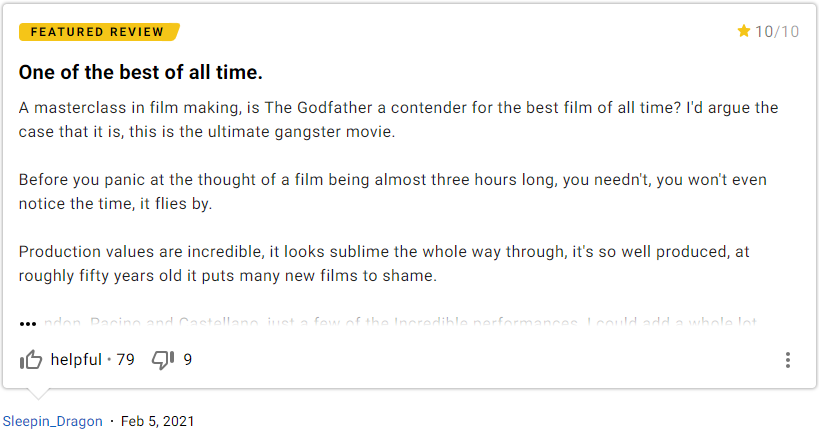 FEATURED REVIEW
10/10
One of the best of all time.
A masterclass in film making, is The Godfather a contender for the best film of all time? I'd argue the
case that it is, this is the ultimate gangster movie.
Before you panic at the thought of a film being almost three hours long, you needn't, you won't even
notice the time, it flies by.
Production values are incredible, it looks sublime the whole way through, it's so well produced, at
roughly fifty years old it puts many new films to shame.
... Pacino and Castellano, just a few of the Incredible performances, I could add a whole lot
helpful · 79 9
Sleepin_Dragon · Feb 5, 2021